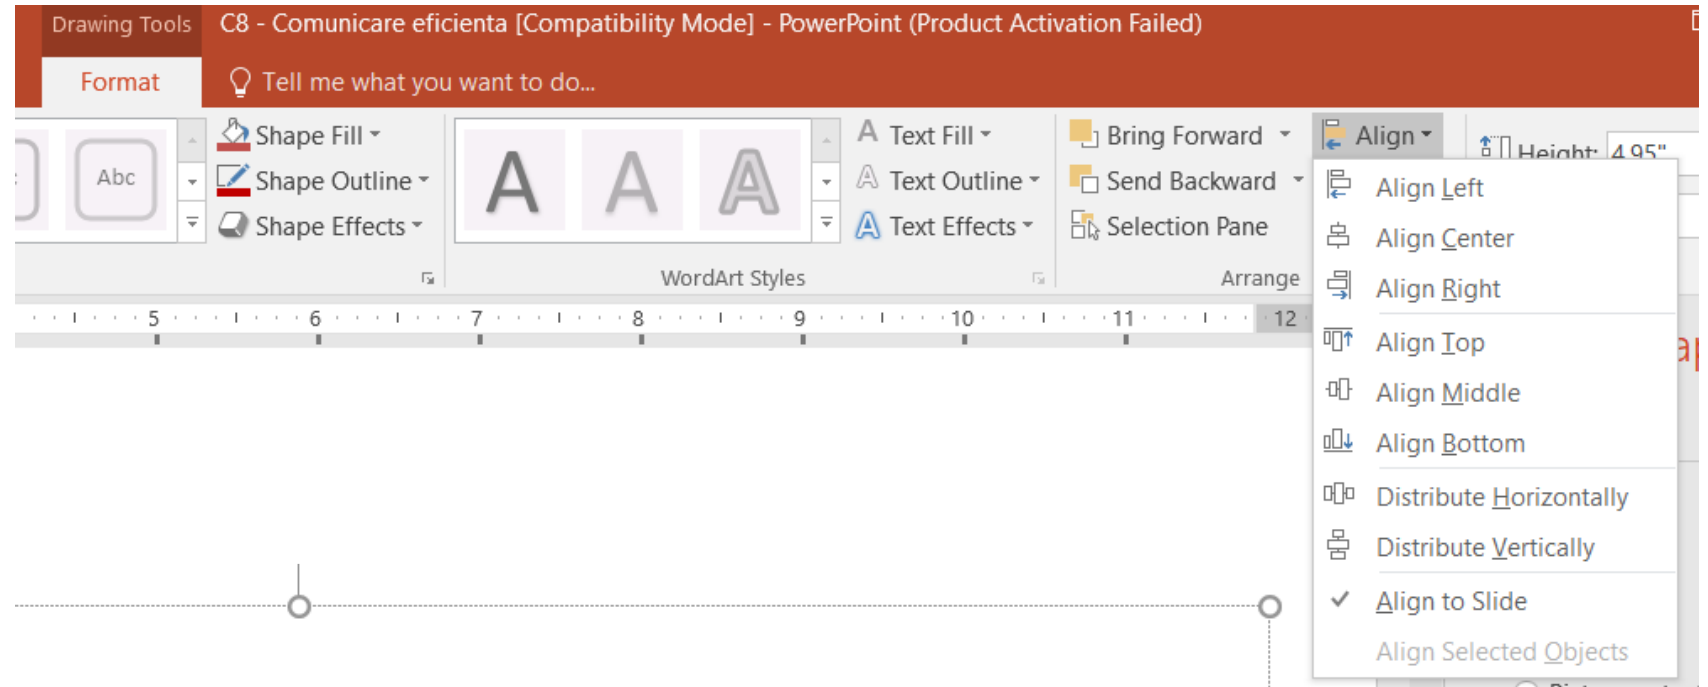 Drawing Tools C8 - Comunicare eficienta [Compatibility Mode] - PowerPoint (Product Activation Failed)
Format Tell me what you want to do...
Abc
Shape Fill
Shape Outline
Shape Effects
A A A
WordArt Styles
A Text Fill
A Text Outline
A Text Effects
Bring Forward
Send Backward
Selection Pane
Arrange
Align
Height: 4.95"
Align Left
Align Center
Align Right
Align Top
Align Middle
Align Bottom
Distribute Horizontally
Distribute Vertically
Align to Slide
Align Selected Objects
5 6 7 8 9 10 11 12